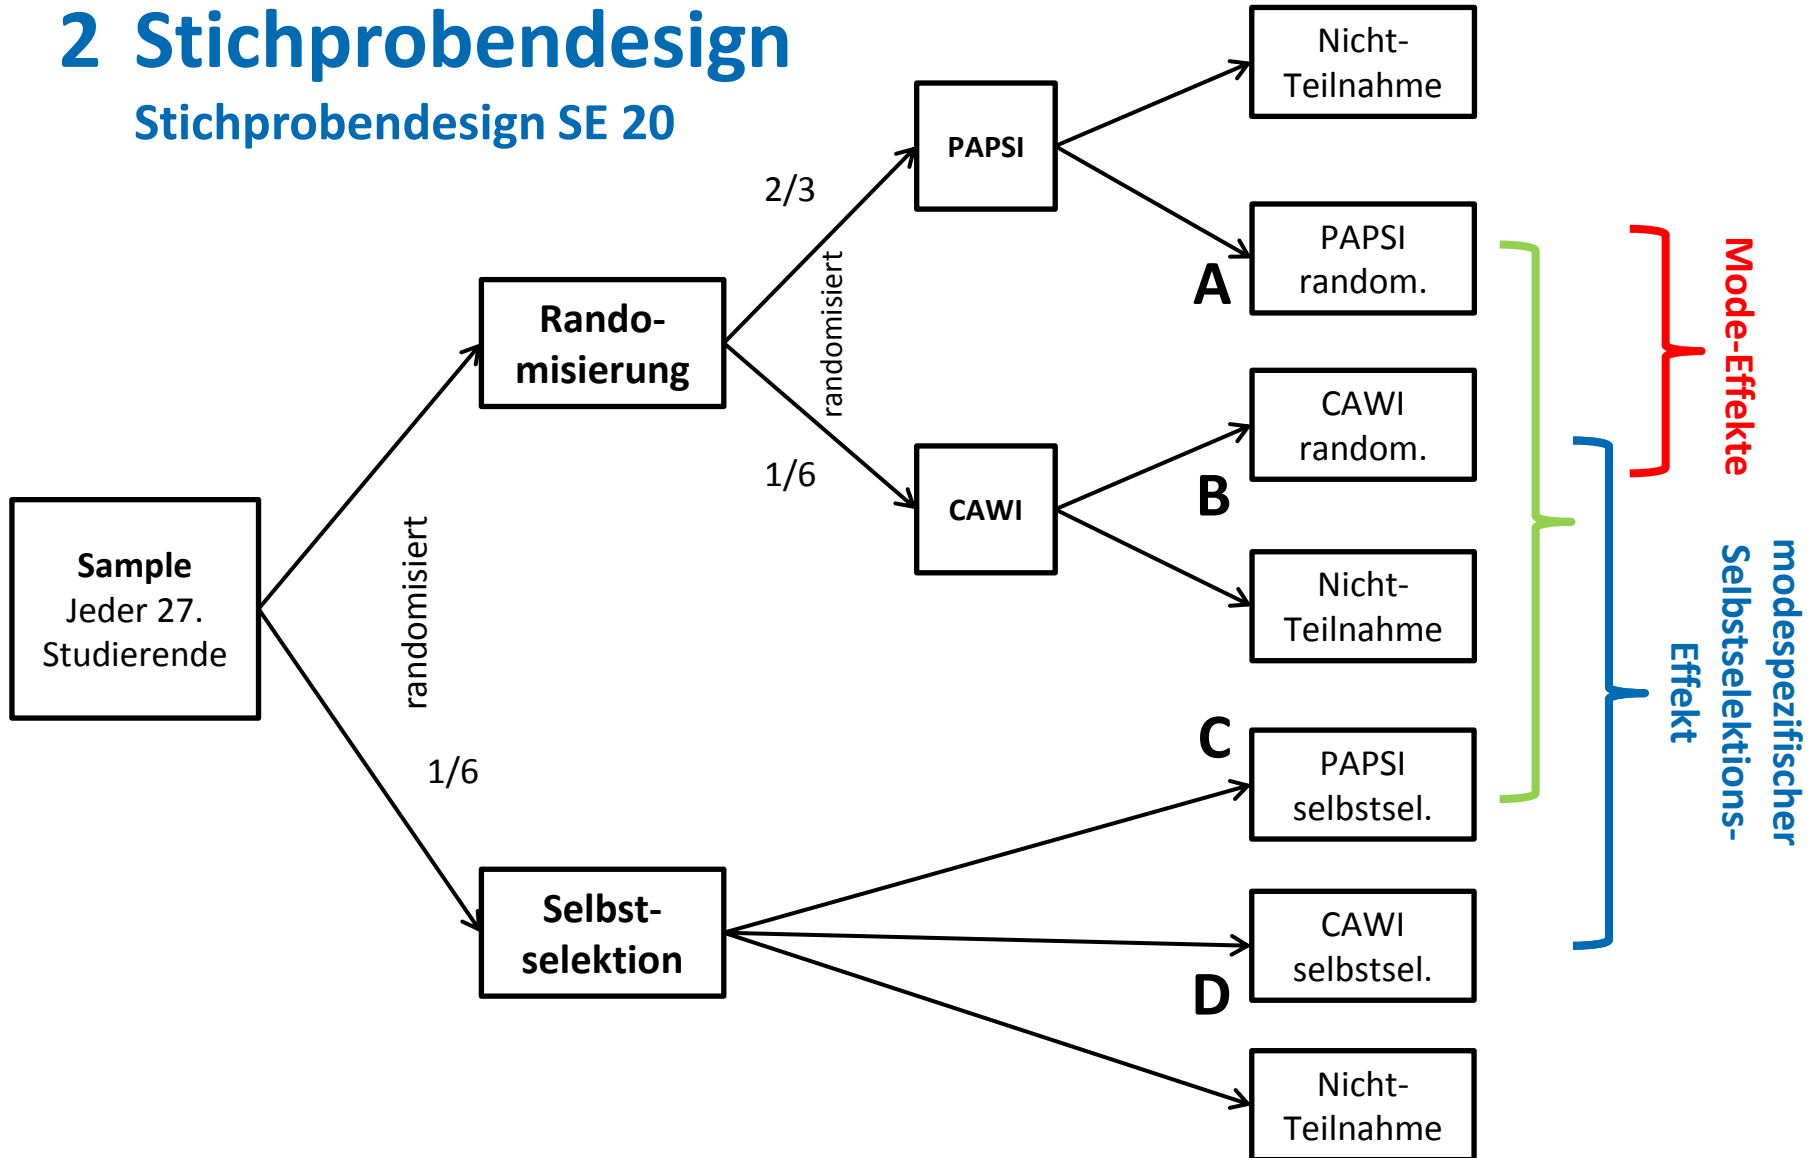 2 Stichprobendesign
Stichprobendesign SE 20
Sample
Jeder 27.
Studierende
randomisiert
1/6
Rando-
misierung
Selbst-
selektion
2/3
randomisiert
1/6
PAPSI
CAWI
Nicht-
Teilnahme
A
PAPSI
random.
B
CAWI
random.
Nicht-
Teilnahme
C
PAPSI
selbstsel.
D
CAWI
selbstsel.
Nicht-
Teilnahme
Mode-Effekte
modespezifischer
Selbstselektions-
Effekt